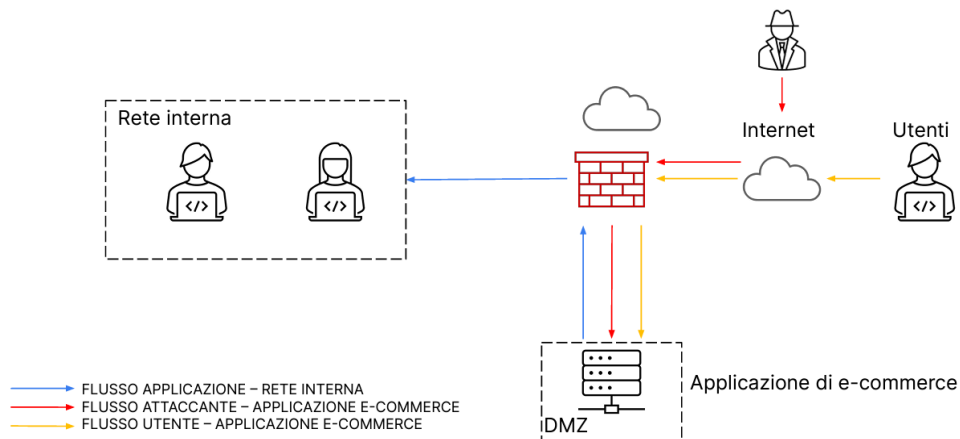 Rete interna
Internet
Utenti
Applicazione di e-commerce
DMZ
FLUSSO APPLICAZIONE – RETE INTERNA
FLUSSO ATTACCANTE – APPLICAZIONE E-COMMERCE
FLUSSO UTENTE – APPLICAZIONE E-COMMERCE